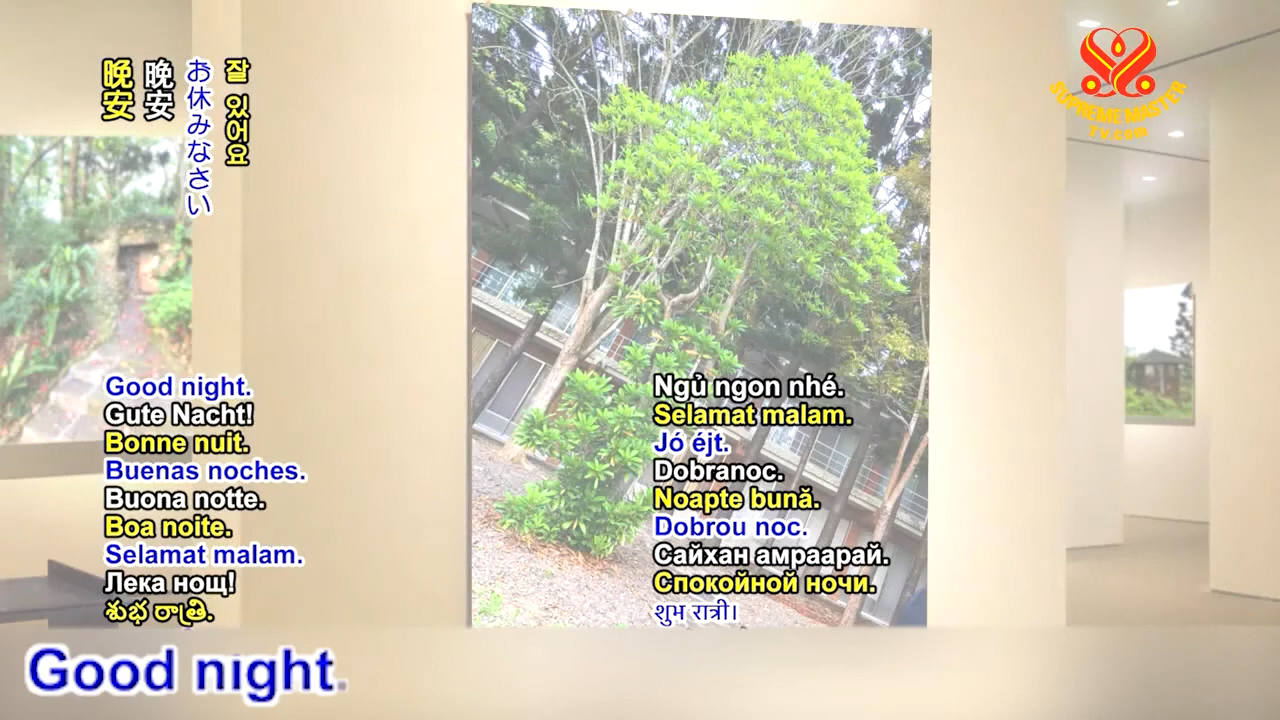 晚安
晚安
お休みなさい
잘 있어요
SUPREME MASTER
TV.com
Good night.
Gute Nacht!
Bonne nuit.
Buenas noches.
Buona notte.
Boa noite.
Selamat malam.
Лека нощ!
శుభ రాత్రి.
Ngủ ngon nhé.
Selamat malam.
Jó éjt.
Dobranoc.
Noapte bună.
Dobrou noc.
Сайхан амраарай.
Спокойной ночи.
शुभ रात्री।
Good night.